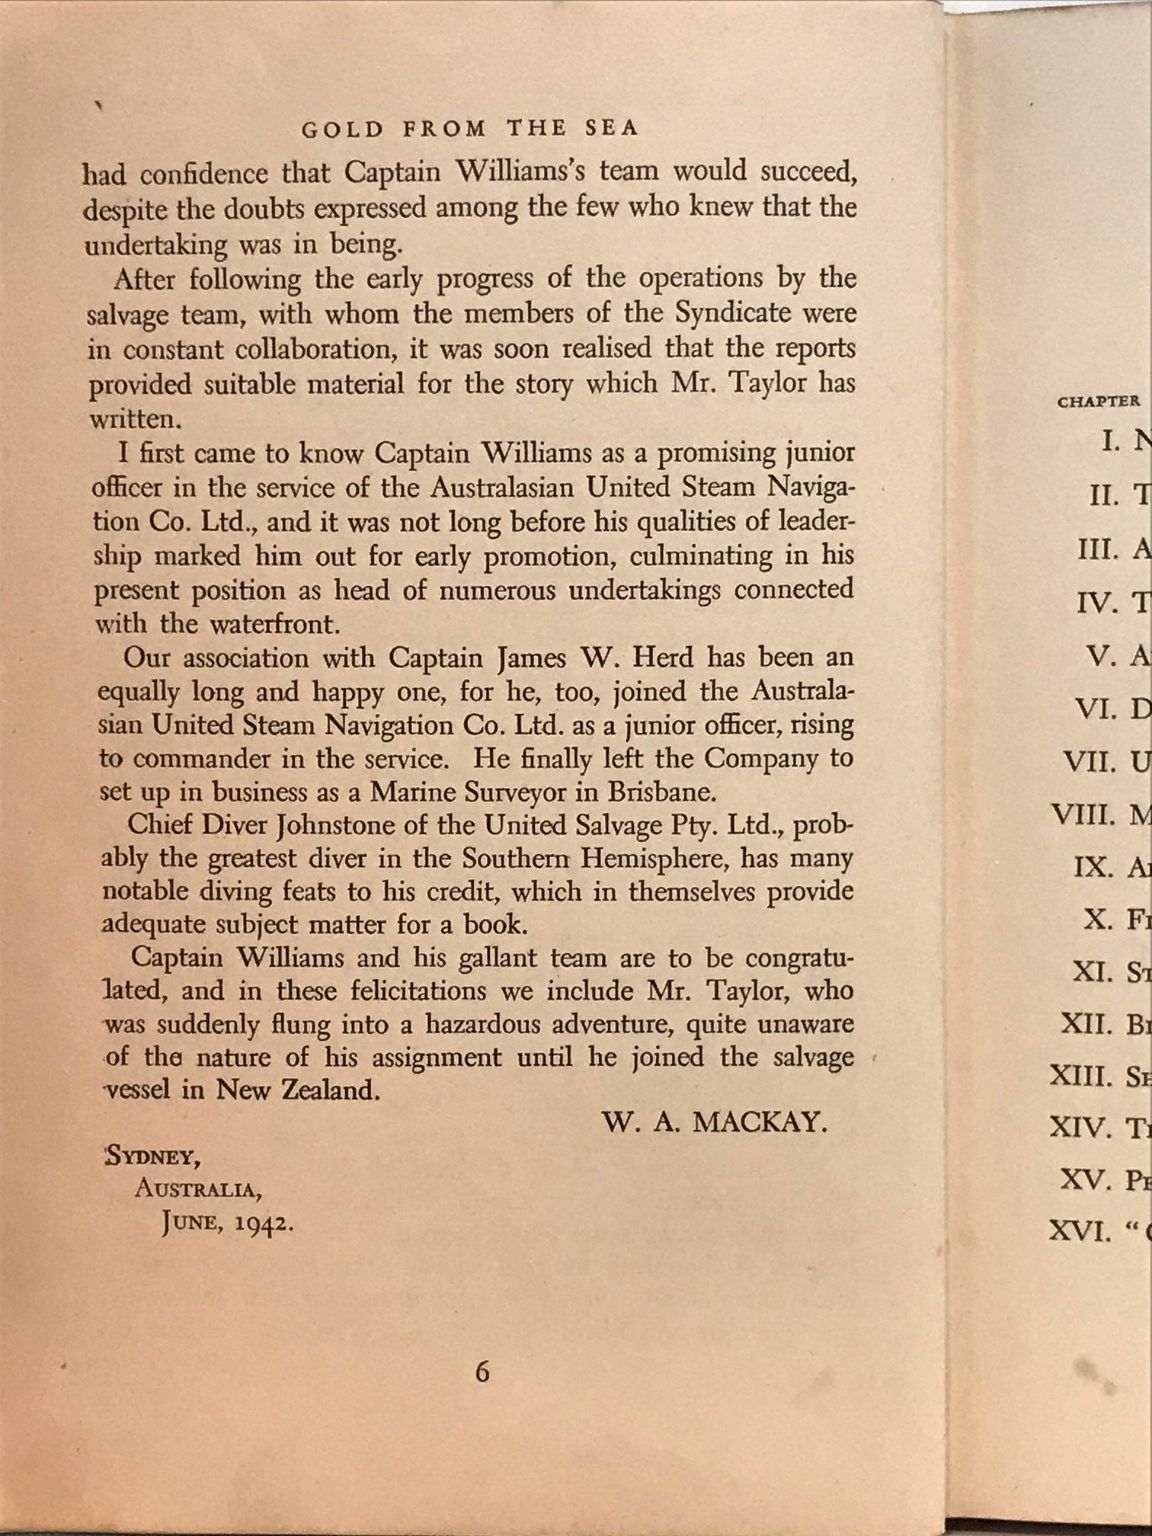 GOLD FROM THE SEA
had confidence that Captain Williams's team would succeed,
despite the doubts expressed among the few who knew that the
undertaking was in being.
After following the early progress of the operations by the
salvage team, with whom the members of the Syndicate were
in constant collaboration, it was soon realised that the reports
provided suitable material for the story which Mr. Taylor has
written.
I first came to know Captain Williams as a promising junior
officer in the service of the Australasian United Steam Naviga-
tion Co. Ltd., and it was not long before his qualities of leader-
ship marked him out for early promotion, culminating in his
present position as head of numerous undertakings connected
with the waterfront.
Our association with Captain James W. Herd has been an
equally long and happy one, for he, too, joined the Australa-
sian United Steam Navigation Co. Ltd. as a junior officer, rising
to commander in the service. He finally left the Company to
set up in business as a Marine Surveyor in Brisbane.
Chief Diver Johnstone of the United Salvage Pty. Ltd., prob-
ably the greatest diver in the Southern Hemisphere, has many
notable diving feats to his credit, which in themselves provide
adequate subject matter for a book.
Captain Williams and his gallant team are to be congratu-
lated, and in these felicitations we include Mr. Taylor, who
was suddenly flung into a hazardous adventure, quite unaware
of the nature of his assignment until he joined the salvage
vessel in New Zealand.
W. A. MACKAY.
SYDNEY,
AUSTRALIA,
JUNE, 1942.
6
CHAPTER
I.
II.
III.
IV.
V.
VI.
VII.
VIII.
IX.
X.
XI.
XII.
XIII.
XIV.
XV.
XVI.